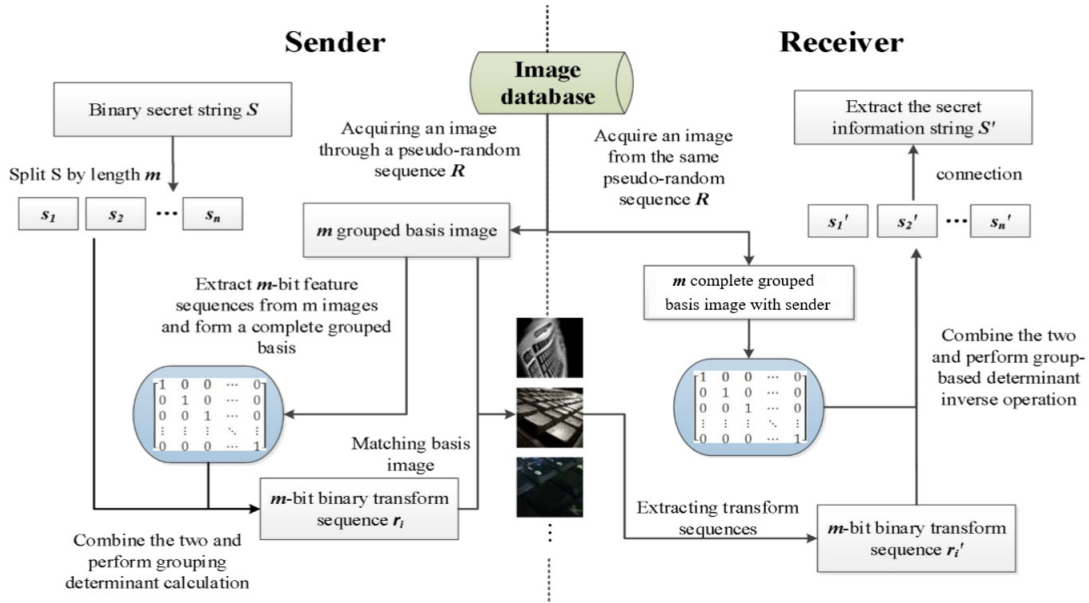 Sender
Receiver
Image
database
Binary secret string S
Split S by length m
s1 s2 ··· sn
Acquiring an image
through a pseudo-random
sequence R
Acquire an image
from the same
pseudo-random
sequence R
Extract the secret
information string S'
connection
s1' s2' ··· sn'
m grouped basis image
m complete grouped
basis image with sender
Extract m-bit feature
sequences from m images
and form a complete grouped
basis
1 0 0 ··· 0
0 1 0 ··· 0
0 0 1 ··· 0
⋮ ⋮ ⋮ ⋱ ⋮
0 0 0 ··· 1
Matching basis
image
m-bit binary transform
sequence ri
Combine the two and
perform grouping
determinant calculation
⋮
1 0 0 ··· 0
0 1 0 ··· 0
0 0 1 ··· 0
⋮ ⋮ ⋮ ⋱ ⋮
0 0 0 ··· 1
Combine the two
and perform group-
based determinant
inverse operation
Extracting transform
sequences
m-bit binary transform
sequence ri'